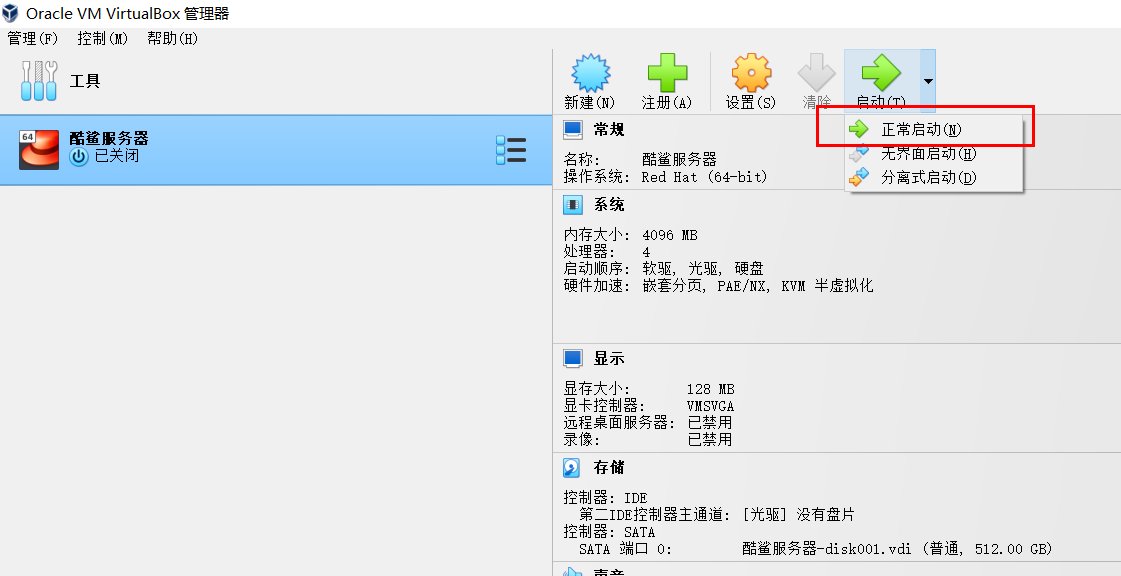 Oracle VM VirtualBox 管理器
管理(F) 控制(M) 帮助(H)
工具
新建(N) 注册(A) 设置(S) 清除 启动(T)
64
酷鲨服务器
已关闭
正常启动(N)
无界面启动(H)
分离式启动(D)
常规
名称: 酷鲨服务器
操作系统: Red Hat (64-bit)
系统
内存大小: 4096 MB
处理器: 4
启动顺序: 软驱, 光驱, 硬盘
硬件加速: 嵌套分页, PAE/NX, KVM 半虚拟化
显示
显存大小: 128 MB
显卡控制器: VMSVGA
远程桌面服务器: 已禁用
录像: 已禁用
存储
控制器: IDE
第二IDE控制器主通道: [光驱] 没有盘片
控制器: SATA
SATA 端口 0: 酷鲨服务器-disk001.vdi (普通, 512.00 GB)
声音